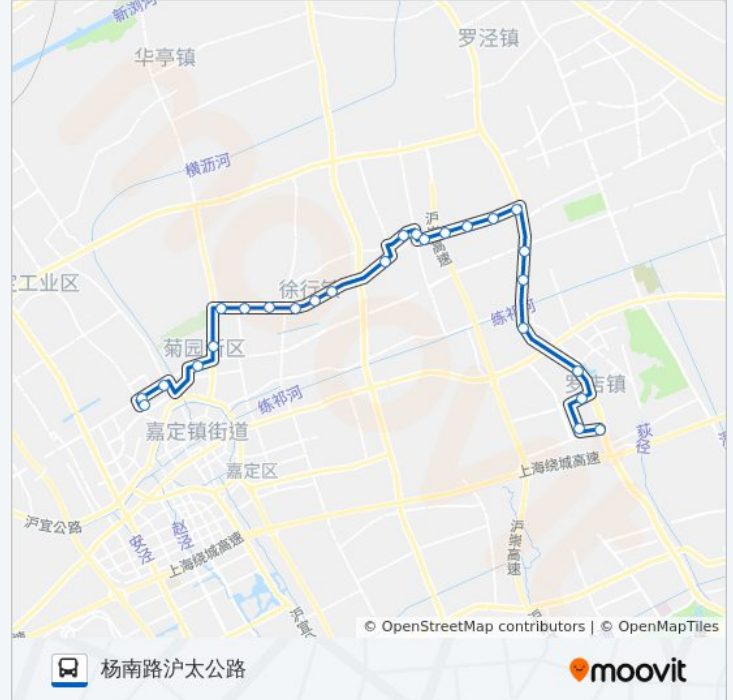 新浏河
罗泾镇
华亭镇
横沥河
沪崇高速
定工业区
徐行镇
练祁河
菊园新区
罗店镇
练祁河
嘉定镇街道
荻泾
嘉定区
上海绕城高速
沪宜公路
赵泾
安泾
沪崇高速
上海绕城高速
沪宜
© OpenStreetMap contributors | © OpenMapTiles
杨南路沪太公路
moovit